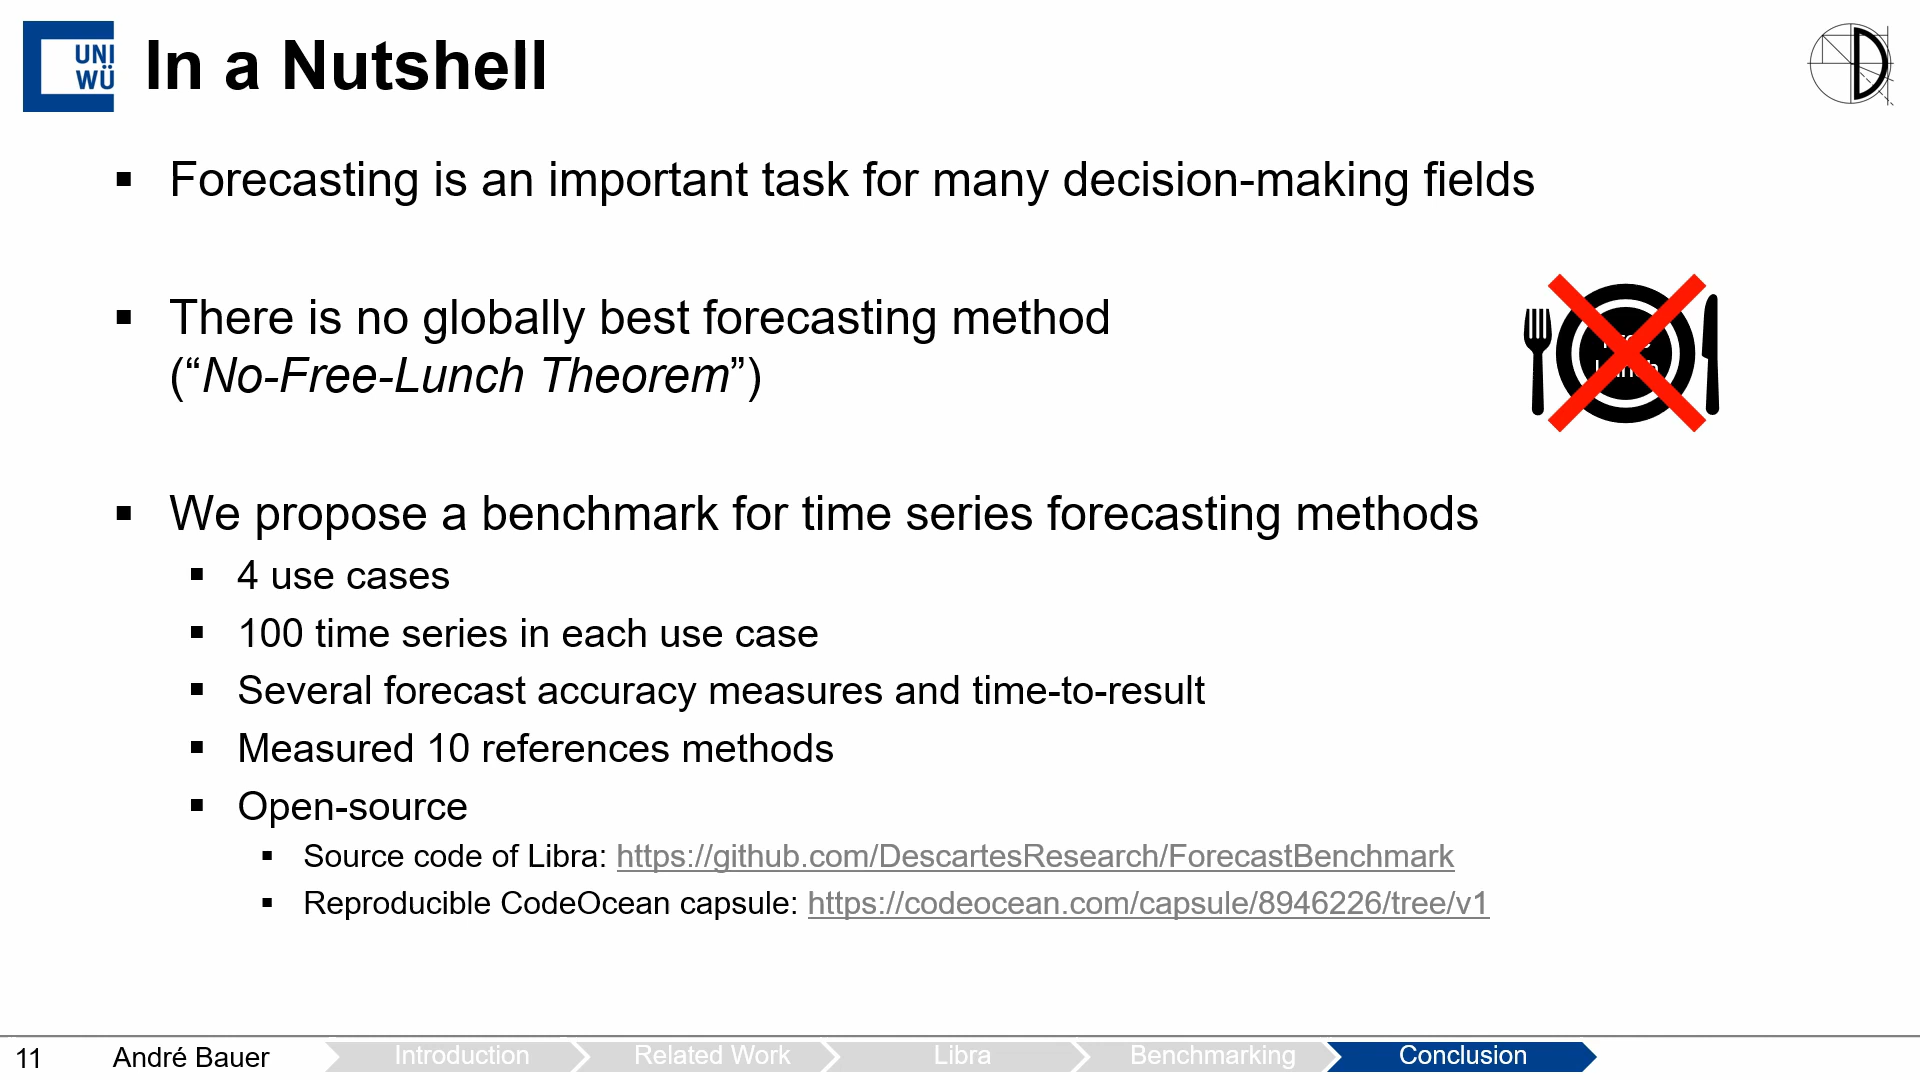 UNI
WÜ
In a Nutshell
Forecasting is an important task for many decision-making fields
There is no globally best forecasting method
(“No-Free-Lunch Theorem”)
We propose a benchmark for time series forecasting methods
4 use cases
100 time series in each use case
Several forecast accuracy measures and time-to-result
Measured 10 references methods
Open-source
Source code of Libra: https://github.com/DescartesResearch/ForecastBenchmark
Reproducible CodeOcean capsule: https://codeocean.com/capsule/8946226/tree/v1
11 André Bauer Introduction Related Work Libra Benchmarking Conclusion